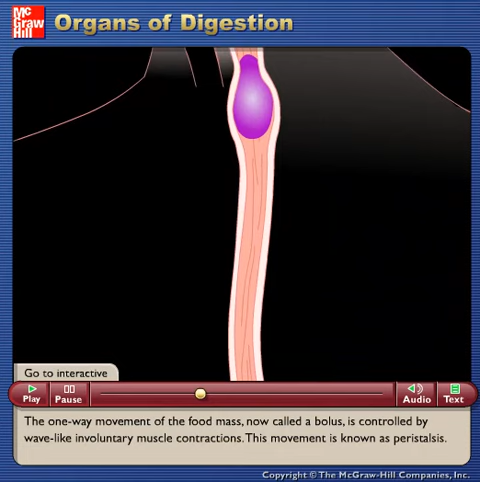 Mc
Graw
Hill
Organs of Digestion
Go to interactive
Play
Pause
Audio
Text
The one-way movement of the food mass, now called a bolus, is controlled by
wave-like involuntary muscle contractions. This movement is known as peristalsis.
Copyright © The McGraw-Hill Companies, Inc.